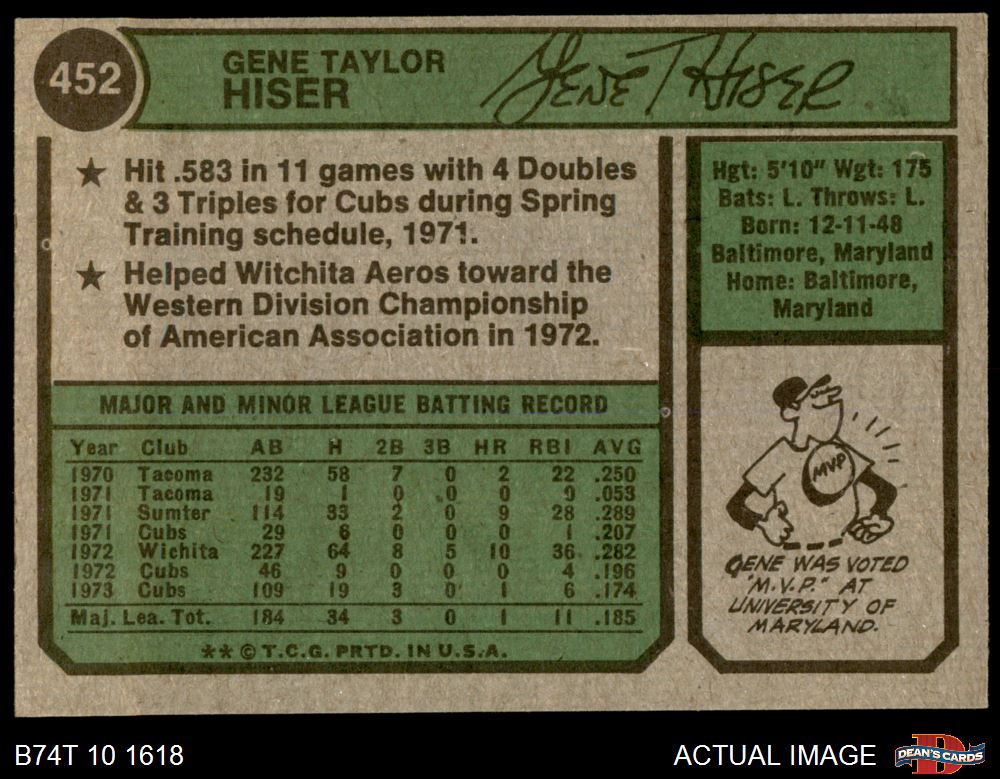 452
GENE TAYLOR
HISER
Gene T Hiser
★ Hit .583 in 11 games with 4 Doubles
& 3 Triples for Cubs during Spring
Training schedule, 1971.
★ Helped Witchita Aeros toward the
Western Division Championship
of American Association in 1972.
Hgt: 5'10" Wgt: 175
Bats: L. Throws: L.
Born: 12-11-48
Baltimore, Maryland
Home: Baltimore,
Maryland
MAJOR AND MINOR LEAGUE BATTING RECORD
Year Club AB H 2B 3B HR RBI AVG
1970 Tacoma 232 58 7 0 2 22 .250
1971 Tacoma 19 1 0 0 0 0 .053
1971 Sumter 114 33 2 0 9 28 .289
1971 Cubs 29 6 0 0 0 1 .207
1972 Wichita 227 64 8 5 10 36 .282
1972 Cubs 46 9 0 0 0 4 .196
1973 Cubs 109 19 3 0 1 6 .174
Maj. Lea. Tot. 184 34 3 0 1 11 .185
** © T.C.G. PRTD. IN U.S.A.
MVP
GENE WAS VOTED
"M.V.P." AT
UNIVERSITY OF
MARYLAND.
B74T 10 1618
ACTUAL IMAGE
DEAN'S CARDS